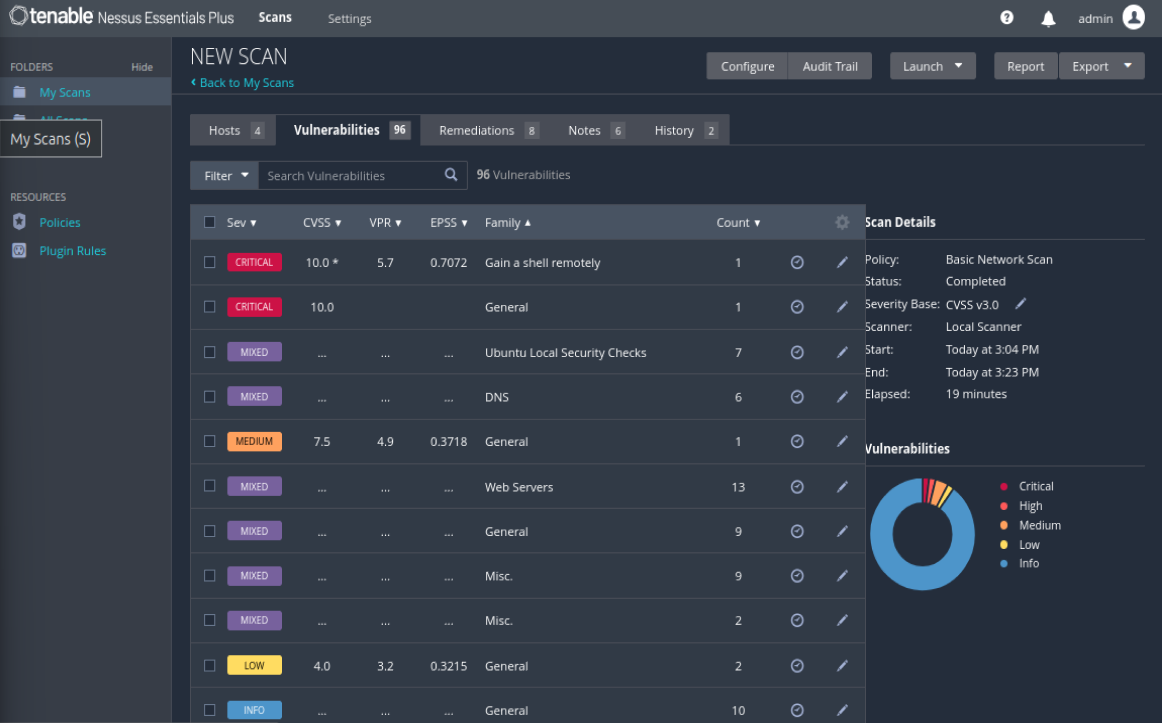 tenable Nessus Essentials Plus Scans Settings admin
FOLDERS Hide
My Scans
My Scans (S)
RESOURCES
Policies
Plugin Rules
NEW SCAN
Back to My Scans
Configure Audit Trail Launch Report Export
Hosts 4 Vulnerabilities 96 Remediations 8 Notes 6 History 2
Filter Search Vulnerabilities 96 Vulnerabilities
Sev CVSS VPR EPSS Family Count
CRITICAL 10.0 * 5.7 0.7072 Gain a shell remotely 1
CRITICAL 10.0 General 1
MIXED ... ... ... Ubuntu Local Security Checks 7
MIXED ... ... ... DNS 6
MEDIUM 7.5 4.9 0.3718 General 1
MIXED ... ... ... Web Servers 13
MIXED ... ... ... General 9
MIXED ... ... ... Misc. 9
MIXED ... ... ... Misc. 2
LOW 4.0 3.2 0.3215 General 2
INFO ... ... ... General 10
Scan Details
Policy: Basic Network Scan
Status: Completed
Severity Base: CVSS v3.0
Scanner: Local Scanner
Start: Today at 3:04 PM
End: Today at 3:23 PM
Elapsed: 19 minutes
Vulnerabilities
Critical
High
Medium
Low
Info